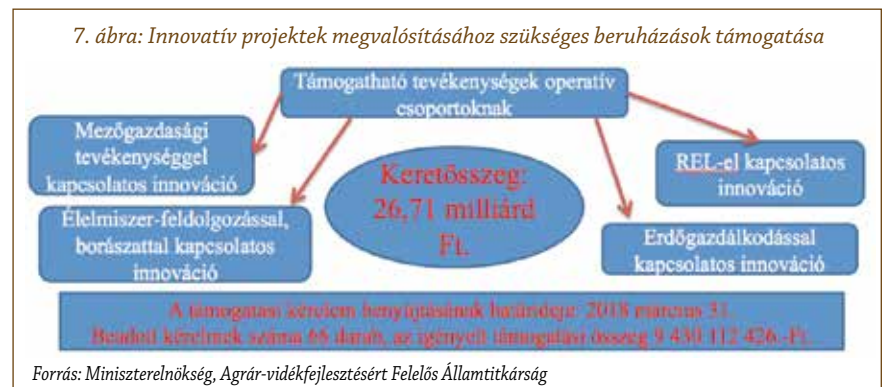 7. ábra: Innovatív projektek megvalósításához szükséges beruházások támogatása
Támogatható tevékenységek operatív
csoportoknak
Mezőgazdasági
tevékenységgel
kapcsolatos innováció
Élelmiszer-feldolgozással,
borászattal kapcsolatos
innováció
Keretösszeg:
26,71 milliárd
Ft.
REL-el kapcsolatos
innováció
Erdőgazdálkodással
kapcsolatos innováció
A támogatási kérelem benyújtásának határideje: 2018 március 31.
Beadott kérelmek száma 66 darab, az igényelt támogatási összeg 9 430 112 426.-Ft.
Forrás: Miniszterelnökség, Agrár-vidékfejlesztésért Felelős Államtitkárság